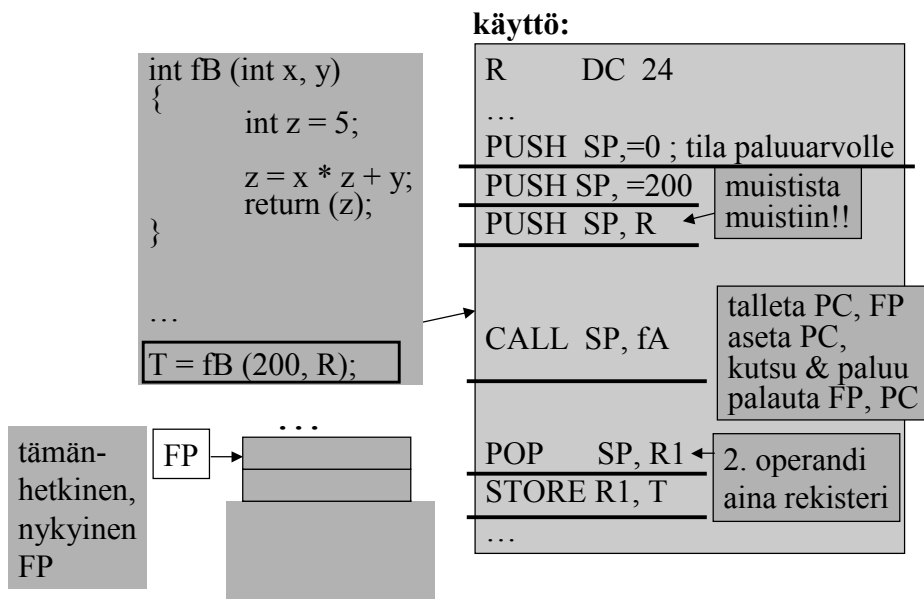 int fB (int x, y)
{
int z = 5;
z = x * z + y;
return (z);
}
…
T = fB (200, R);
käyttö:
R DC 24
…
PUSH SP,=0 ; tila paluuarvolle
PUSH SP, =200
PUSH SP, R
muistista
muistiin!!
CALL SP, fA
talleta PC, FP
aseta PC,
kutsu & paluu
palauta FP, PC
POP SP, R1
STORE R1, T
…
2. operandi
aina rekisteri
tämän-
hetkinen,
nykyinen
FP
FP
…